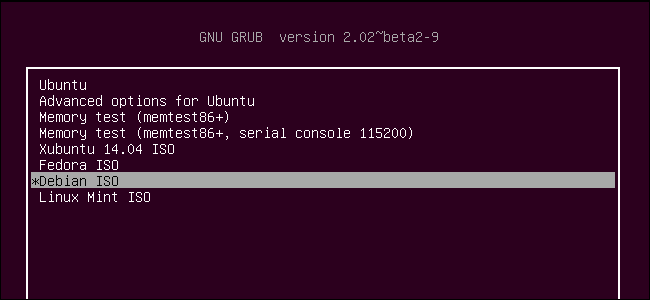 GNU GRUB  version 2.02~beta2-9
Ubuntu
Advanced options for Ubuntu
Memory test (memtest86+)
Memory test (memtest86+, serial console 115200)
Xubuntu 14.04 ISO
Fedora ISO
*Debian ISO
Linux Mint ISO